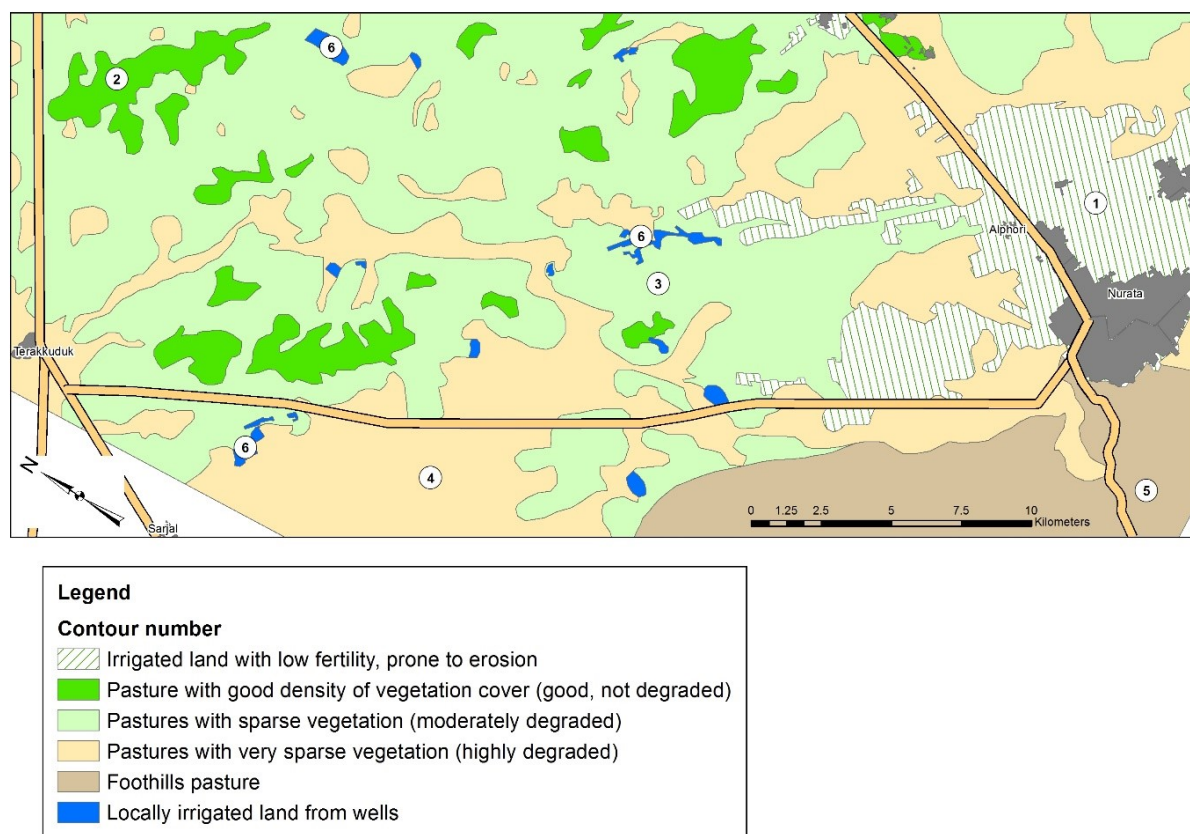 2
6
1
Alphori
6
3
Nurata
Terakkuduk
6
4
5
N
Sarjal
0 1.25 2.5 5 7.5 10
Kilometers
Legend
Contour number
Irrigated land with low fertility, prone to erosion
Pasture with good density of vegetation cover (good, not degraded)
Pastures with sparse vegetation (moderately degraded)
Pastures with very sparse vegetation (highly degraded)
Foothills pasture
Locally irrigated land from wells